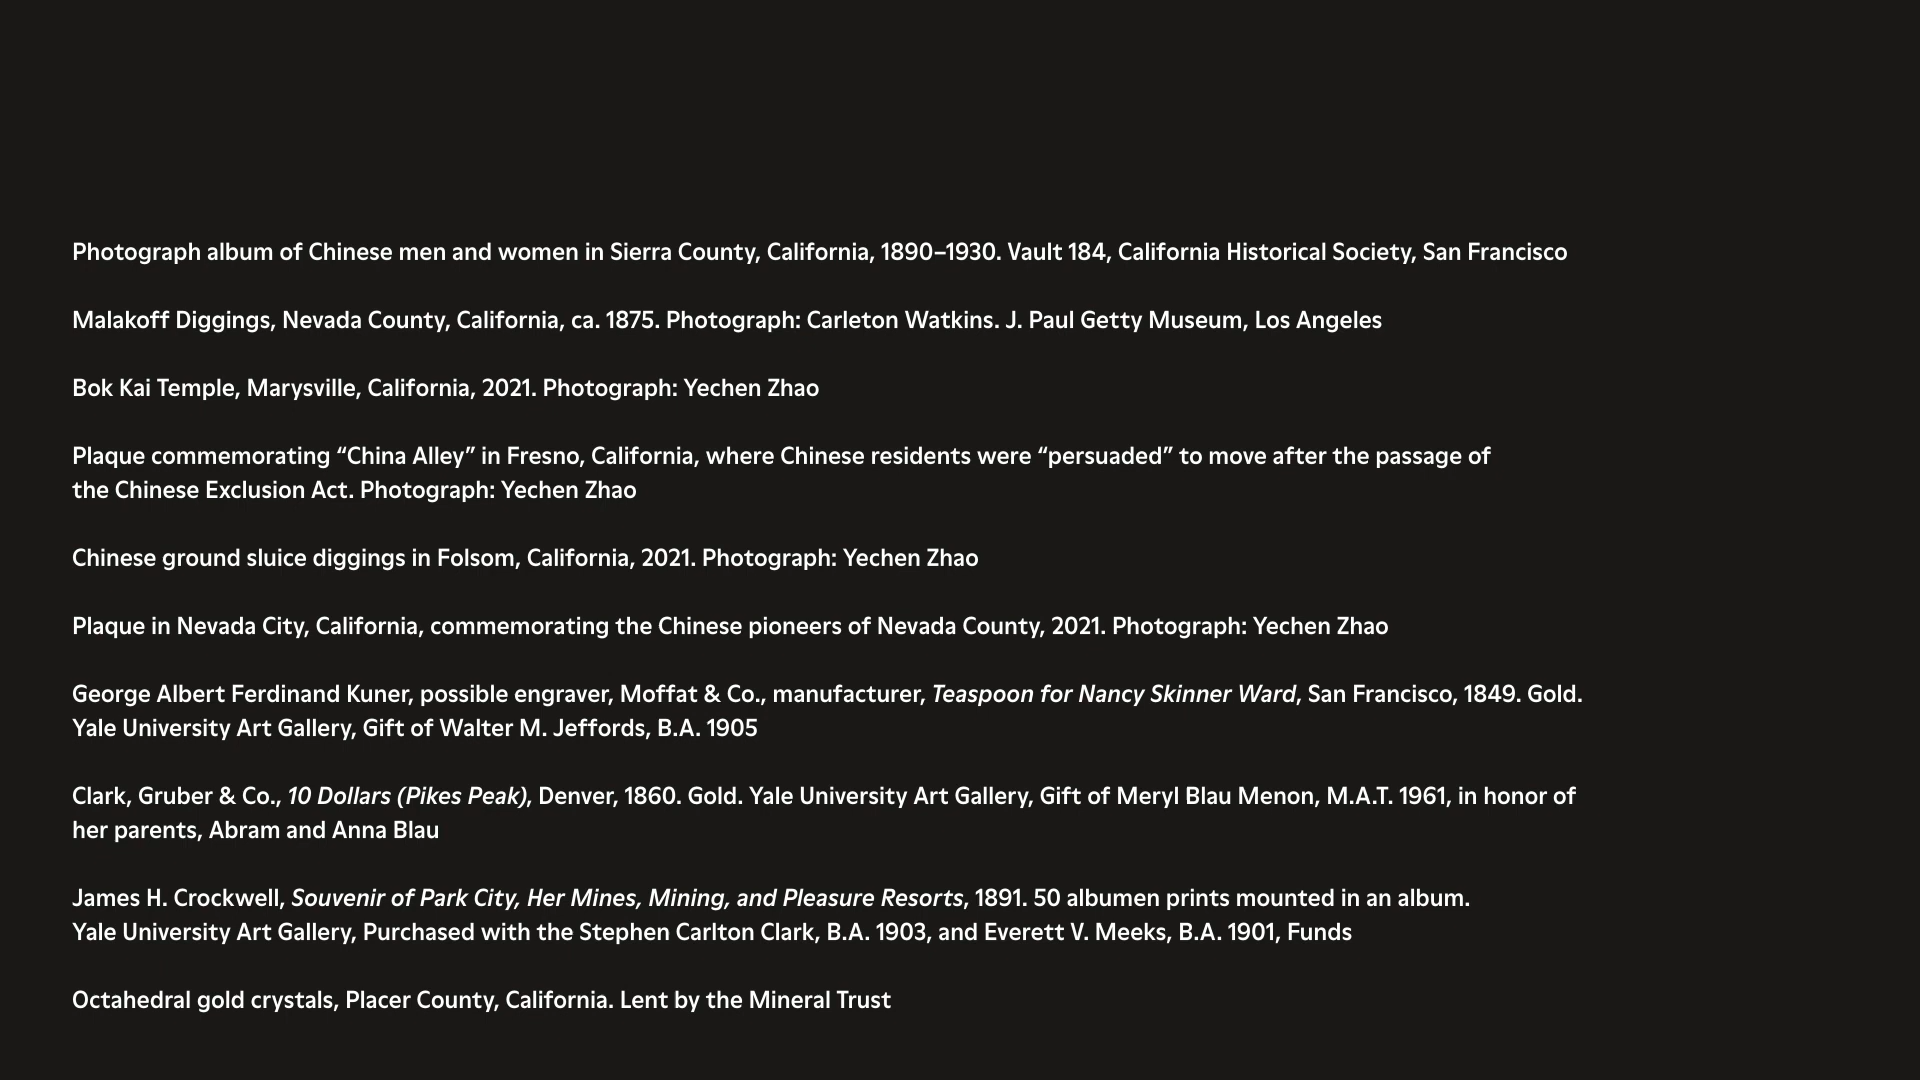 Photograph album of Chinese men and women in Sierra County, California, 1890–1930. Vault 184, California Historical Society, San Francisco
Malakoff Diggings, Nevada County, California, ca. 1875. Photograph: Carleton Watkins. J. Paul Getty Museum, Los Angeles
Bok Kai Temple, Marysville, California, 2021. Photograph: Yechen Zhao
Plaque commemorating “China Alley” in Fresno, California, where Chinese residents were “persuaded” to move after the passage of
the Chinese Exclusion Act. Photograph: Yechen Zhao
Chinese ground sluice diggings in Folsom, California, 2021. Photograph: Yechen Zhao
Plaque in Nevada City, California, commemorating the Chinese pioneers of Nevada County, 2021. Photograph: Yechen Zhao
George Albert Ferdinand Kuner, possible engraver, Moffat & Co., manufacturer, Teaspoon for Nancy Skinner Ward, San Francisco, 1849. Gold.
Yale University Art Gallery, Gift of Walter M. Jeffords, B.A. 1905
Clark, Gruber & Co., 10 Dollars (Pikes Peak), Denver, 1860. Gold. Yale University Art Gallery, Gift of Meryl Blau Menon, M.A.T. 1961, in honor of
her parents, Abram and Anna Blau
James H. Crockwell, Souvenir of Park City, Her Mines, Mining, and Pleasure Resorts, 1891. 50 albumen prints mounted in an album.
Yale University Art Gallery, Purchased with the Stephen Carlton Clark, B.A. 1903, and Everett V. Meeks, B.A. 1901, Funds
Octahedral gold crystals, Placer County, California. Lent by the Mineral Trust